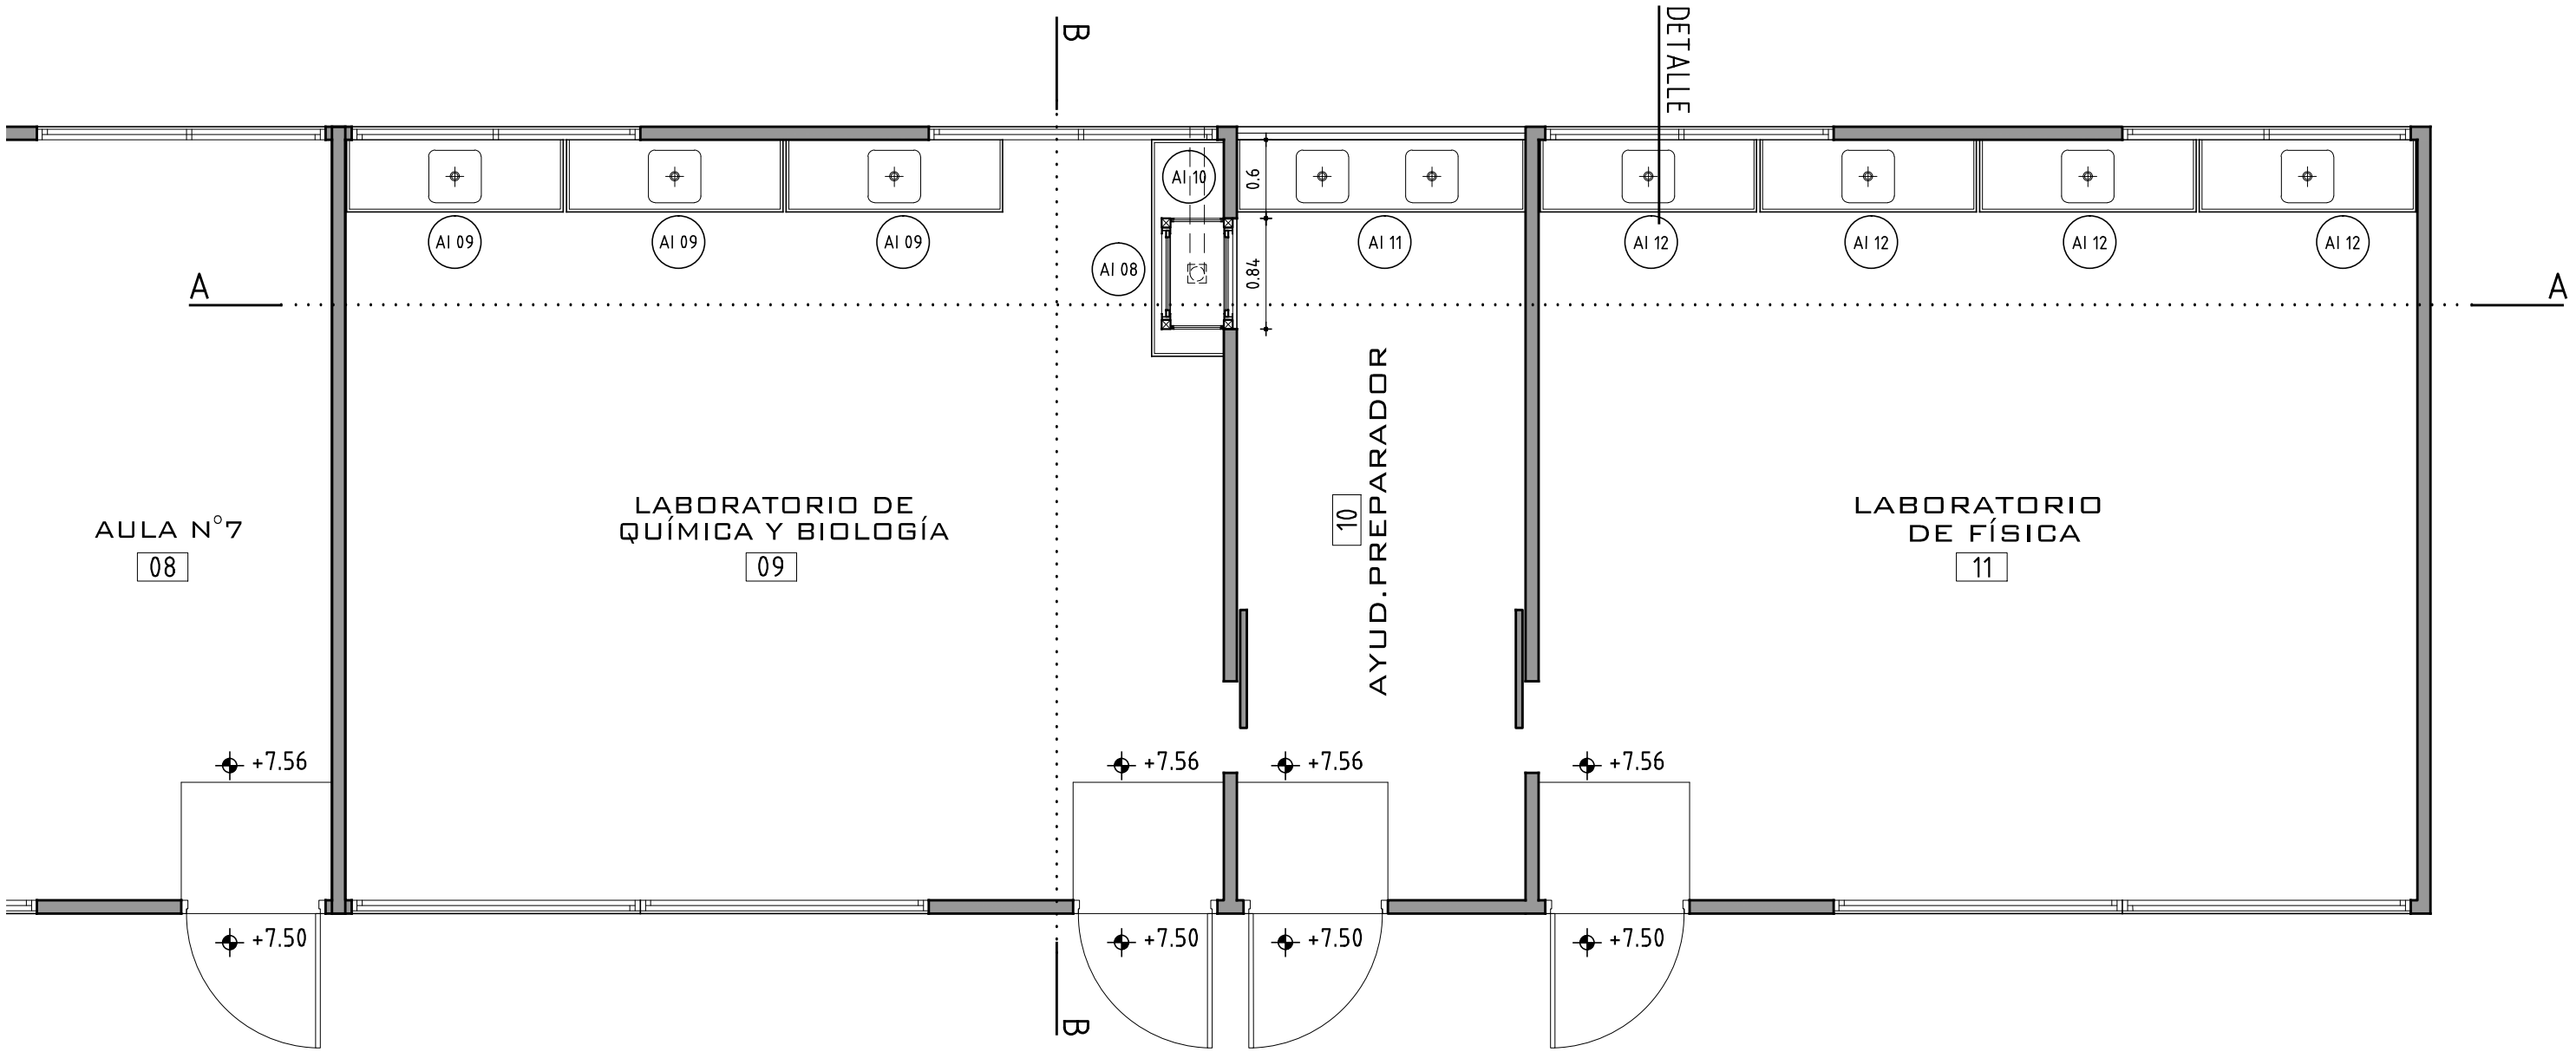 B
DETALLE
AI 10
0.6
AI 09
AI 09
AI 09
AI 08
0.84
AI 11
AI 12
AI 12
AI 12
AI 12
A
A
AULA N°7
08
LABORATORIO DE
QUÍMICA Y BIOLOGÍA
09
10
AYUD.PREPARADOR
LABORATORIO
DE FÍSICA
11
+7.56
+7.56
+7.56
+7.56
+7.50
+7.50
+7.50
+7.50
B